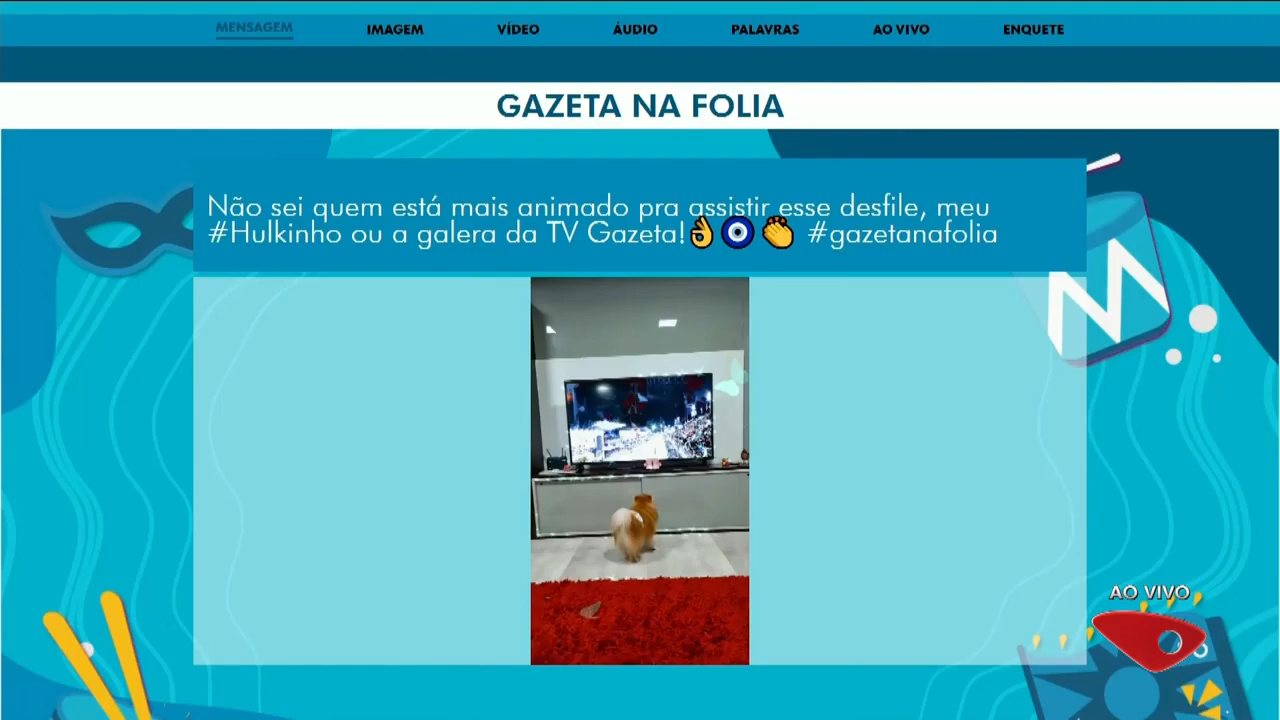 MENSAGEM
IMAGEM
VÍDEO
ÁUDIO
PALAVRAS
AO VIVO
ENQUETE
GAZETA NA FOLIA
Não sei quem está mais animado pra assistir esse desfile, meu
#Hulkinho ou a galera da TV Gazeta!👌🧿👏 #gazetanafolia
AO VIVO